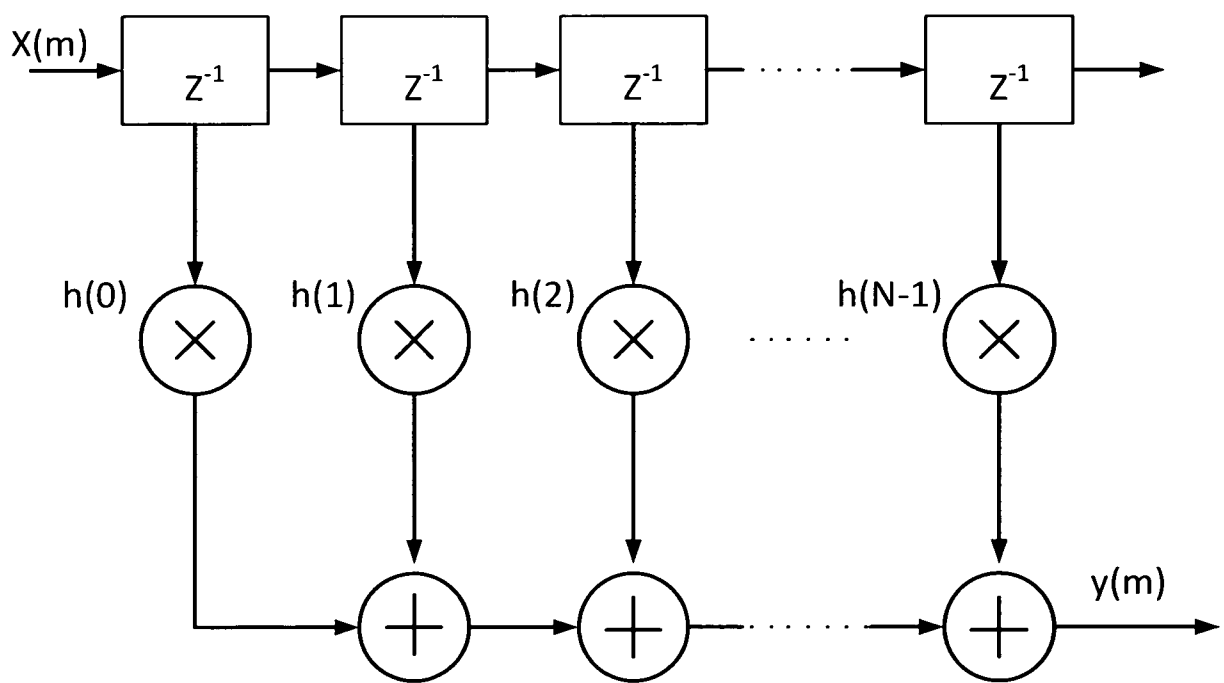 X(m)
Z⁻¹
Z⁻¹
Z⁻¹
Z⁻¹
h(0)
h(1)
h(2)
h(N-1)
y(m)